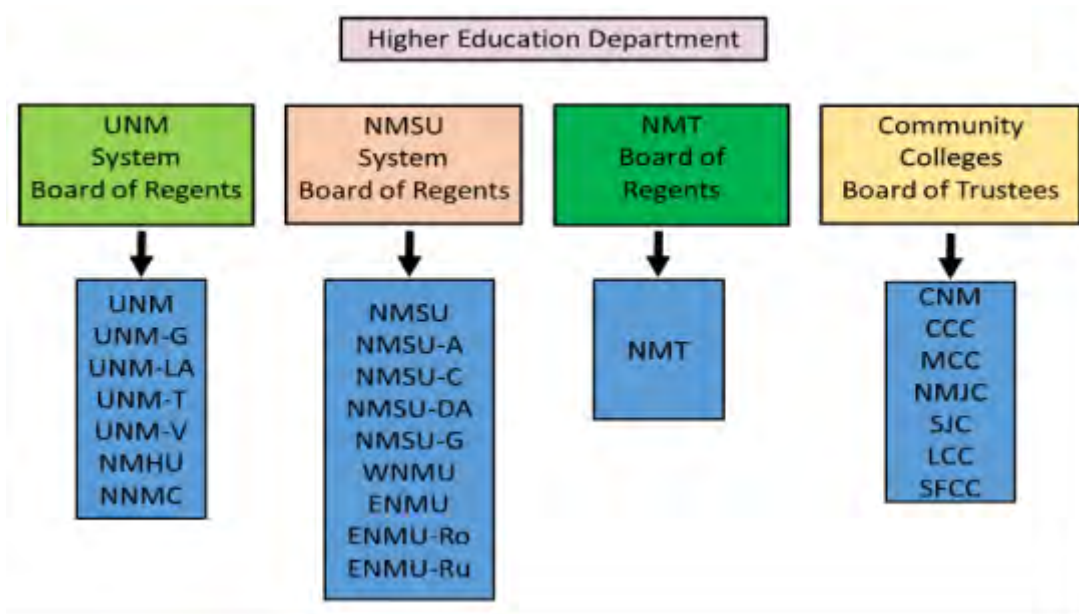 Higher Education Department
UNM
System
Board of Regents
NMSU
System
Board of Regents
NMT
Board of
Regents
Community
Colleges
Board of Trustees
UNM
UNM-G
UNM-LA
UNM-T
UNM-V
NMHU
NNMC
NMSU
NMSU-A
NMSU-C
NMSU-DA
NMSU-G
WNMU
ENMU
ENMU-Ro
ENMU-Ru
NMT
CNM
CCC
MCC
NMJC
SJC
LCC
SFCC